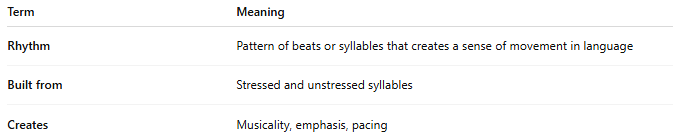 Term Meaning
Rhythm Pattern of beats or syllables that creates a sense of movement in language
Built from Stressed and unstressed syllables
Creates Musicality, emphasis, pacing